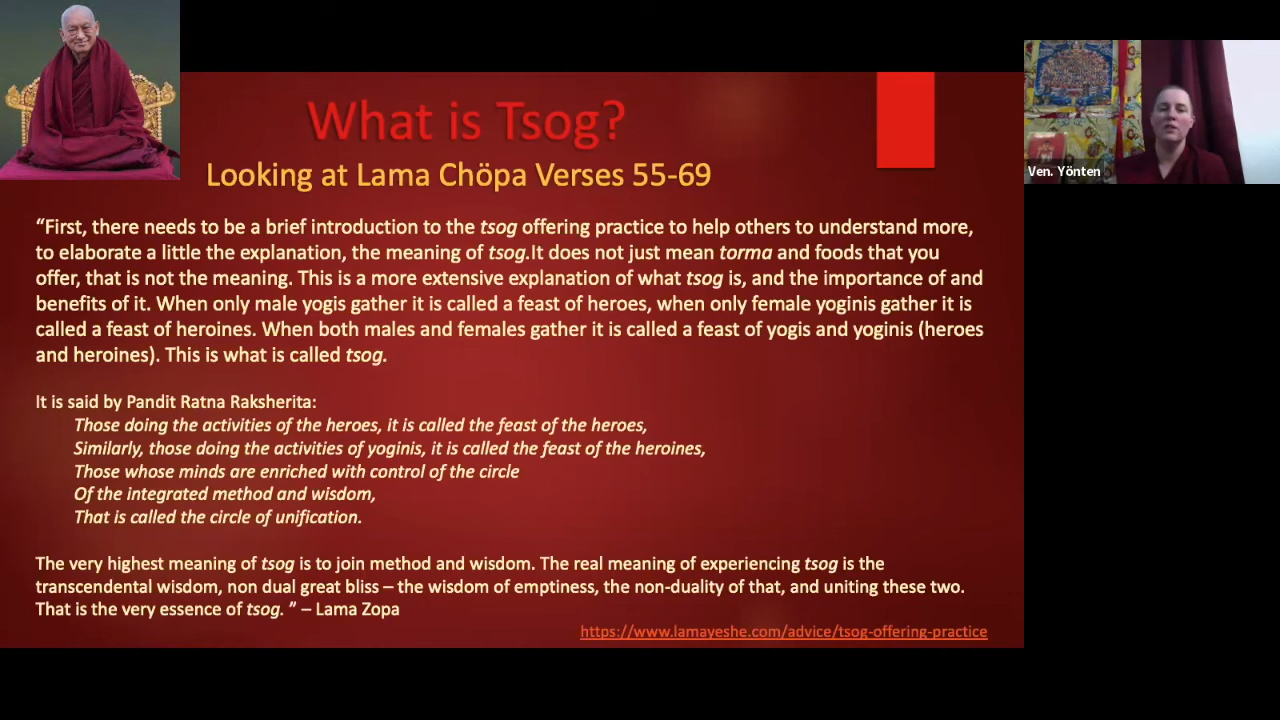 What is Tsog?
Looking at Lama Chöpa Verses 55-69
“First, there needs to be a brief introduction to the tsog offering practice to help others to understand more,
to elaborate a little the explanation, the meaning of tsog.It does not just mean torma and foods that you
offer, that is not the meaning. This is a more extensive explanation of what tsog is, and the importance of and
benefits of it. When only male yogis gather it is called a feast of heroes, when only female yoginis gather it is
called a feast of heroines. When both males and females gather it is called a feast of yogis and yoginis (heroes
and heroines). This is what is called tsog.
It is said by Pandit Ratna Raksherita:
Those doing the activities of the heroes, it is called the feast of the heroes,
Similarly, those doing the activities of yoginis, it is called the feast of the heroines,
Those whose minds are enriched with control of the circle
Of the integrated method and wisdom,
That is called the circle of unification.
The very highest meaning of tsog is to join method and wisdom. The real meaning of experiencing tsog is the
transcendental wisdom, non dual great bliss – the wisdom of emptiness, the non-duality of that, and uniting these two.
That is the very essence of tsog. ” – Lama Zopa
https://www.lamayeshe.com/advice/tsog-offering-practice
Ven. Yönten